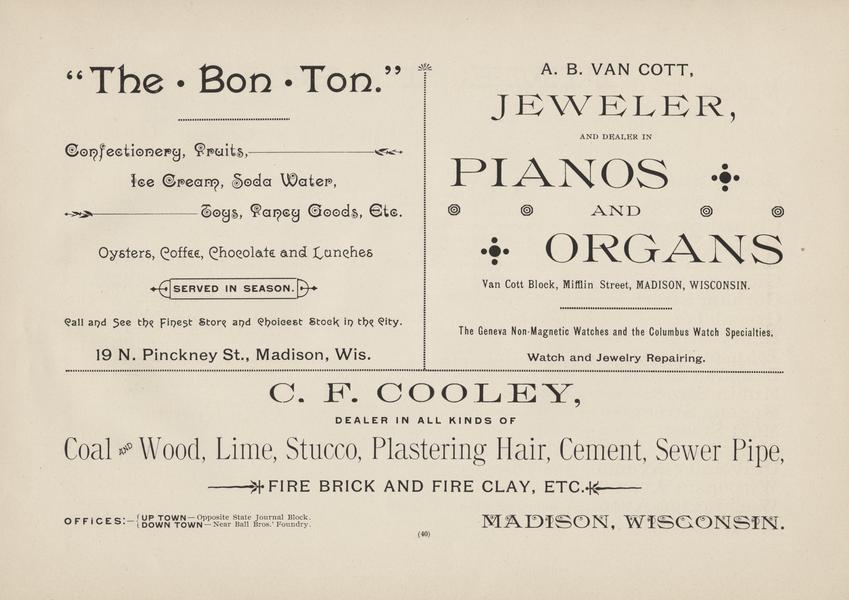 “The • Bon • Ton.”
Confectionery, Fruits,
Ice Cream, Soda Water,
Toys, Fancy Goods, Etc.
Oysters, Coffee, Chocolate and Lunches
SERVED IN SEASON.
Call and See the Finest Store and Choicest Stock in the City.
19 N. Pinckney St., Madison, Wis.
A. B. VAN COTT,
JEWELER,
AND DEALER IN
PIANOS
AND
ORGANS
Van Cott Block, Mifflin Street, MADISON, WISCONSIN.
The Geneva Non-Magnetic Watches and the Columbus Watch Specialties.
Watch and Jewelry Repairing.
C. F. COOLEY,
DEALER IN ALL KINDS OF
Coal AND Wood, Lime, Stucco, Plastering Hair, Cement, Sewer Pipe,
FIRE BRICK AND FIRE CLAY, ETC.
OFFICES:—{ UP TOWN—Opposite State Journal Block.
DOWN TOWN—Near Ball Bros.' Foundry.
MADISON, WISCONSIN.
(40)